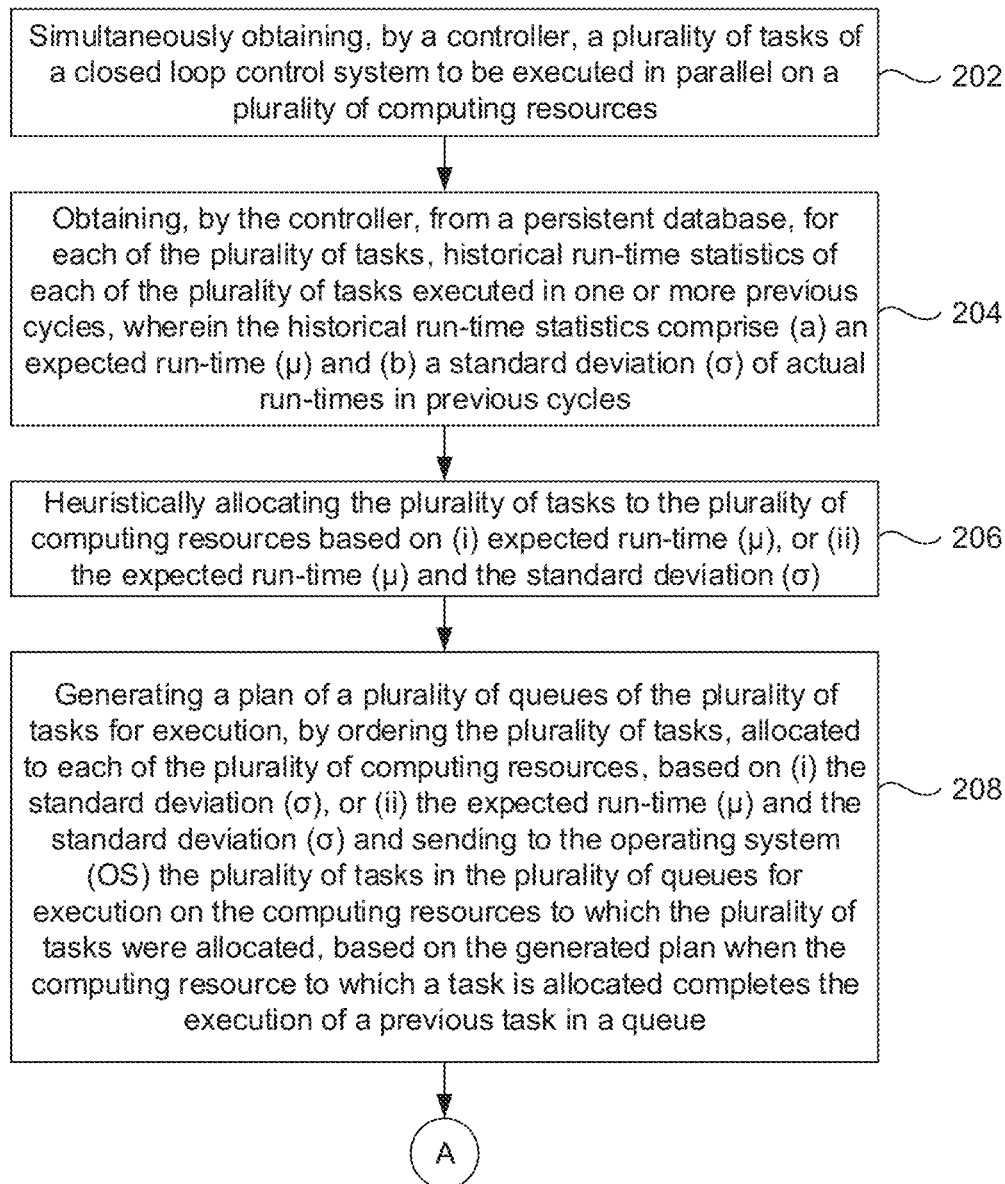 Simultaneously obtaining, by a controller, a plurality of tasks of
a closed loop control system to be executed in parallel on a
plurality of computing resources
202
Obtaining, by the controller, from a persistent database, for
each of the plurality of tasks, historical run-time statistics of
each of the plurality of tasks executed in one or more previous
cycles, wherein the historical run-time statistics comprise (a) an
expected run-time (μ) and (b) a standard deviation (σ) of actual
run-times in previous cycles
204
Heuristically allocating the plurality of tasks to the plurality of
computing resources based on (i) expected run-time (μ), or (ii)
the expected run-time (μ) and the standard deviation (σ)
206
Generating a plan of a plurality of queues of the plurality of
tasks for execution, by ordering the plurality of tasks, allocated
to each of the plurality of computing resources, based on (i) the
standard deviation (σ), or (ii) the expected run-time (μ) and the
standard deviation (σ) and sending to the operating system
(OS) the plurality of tasks in the plurality of queues for
execution on the computing resources to which the plurality of
tasks were allocated, based on the generated plan when the
computing resource to which a task is allocated completes the
execution of a previous task in a queue
208
A